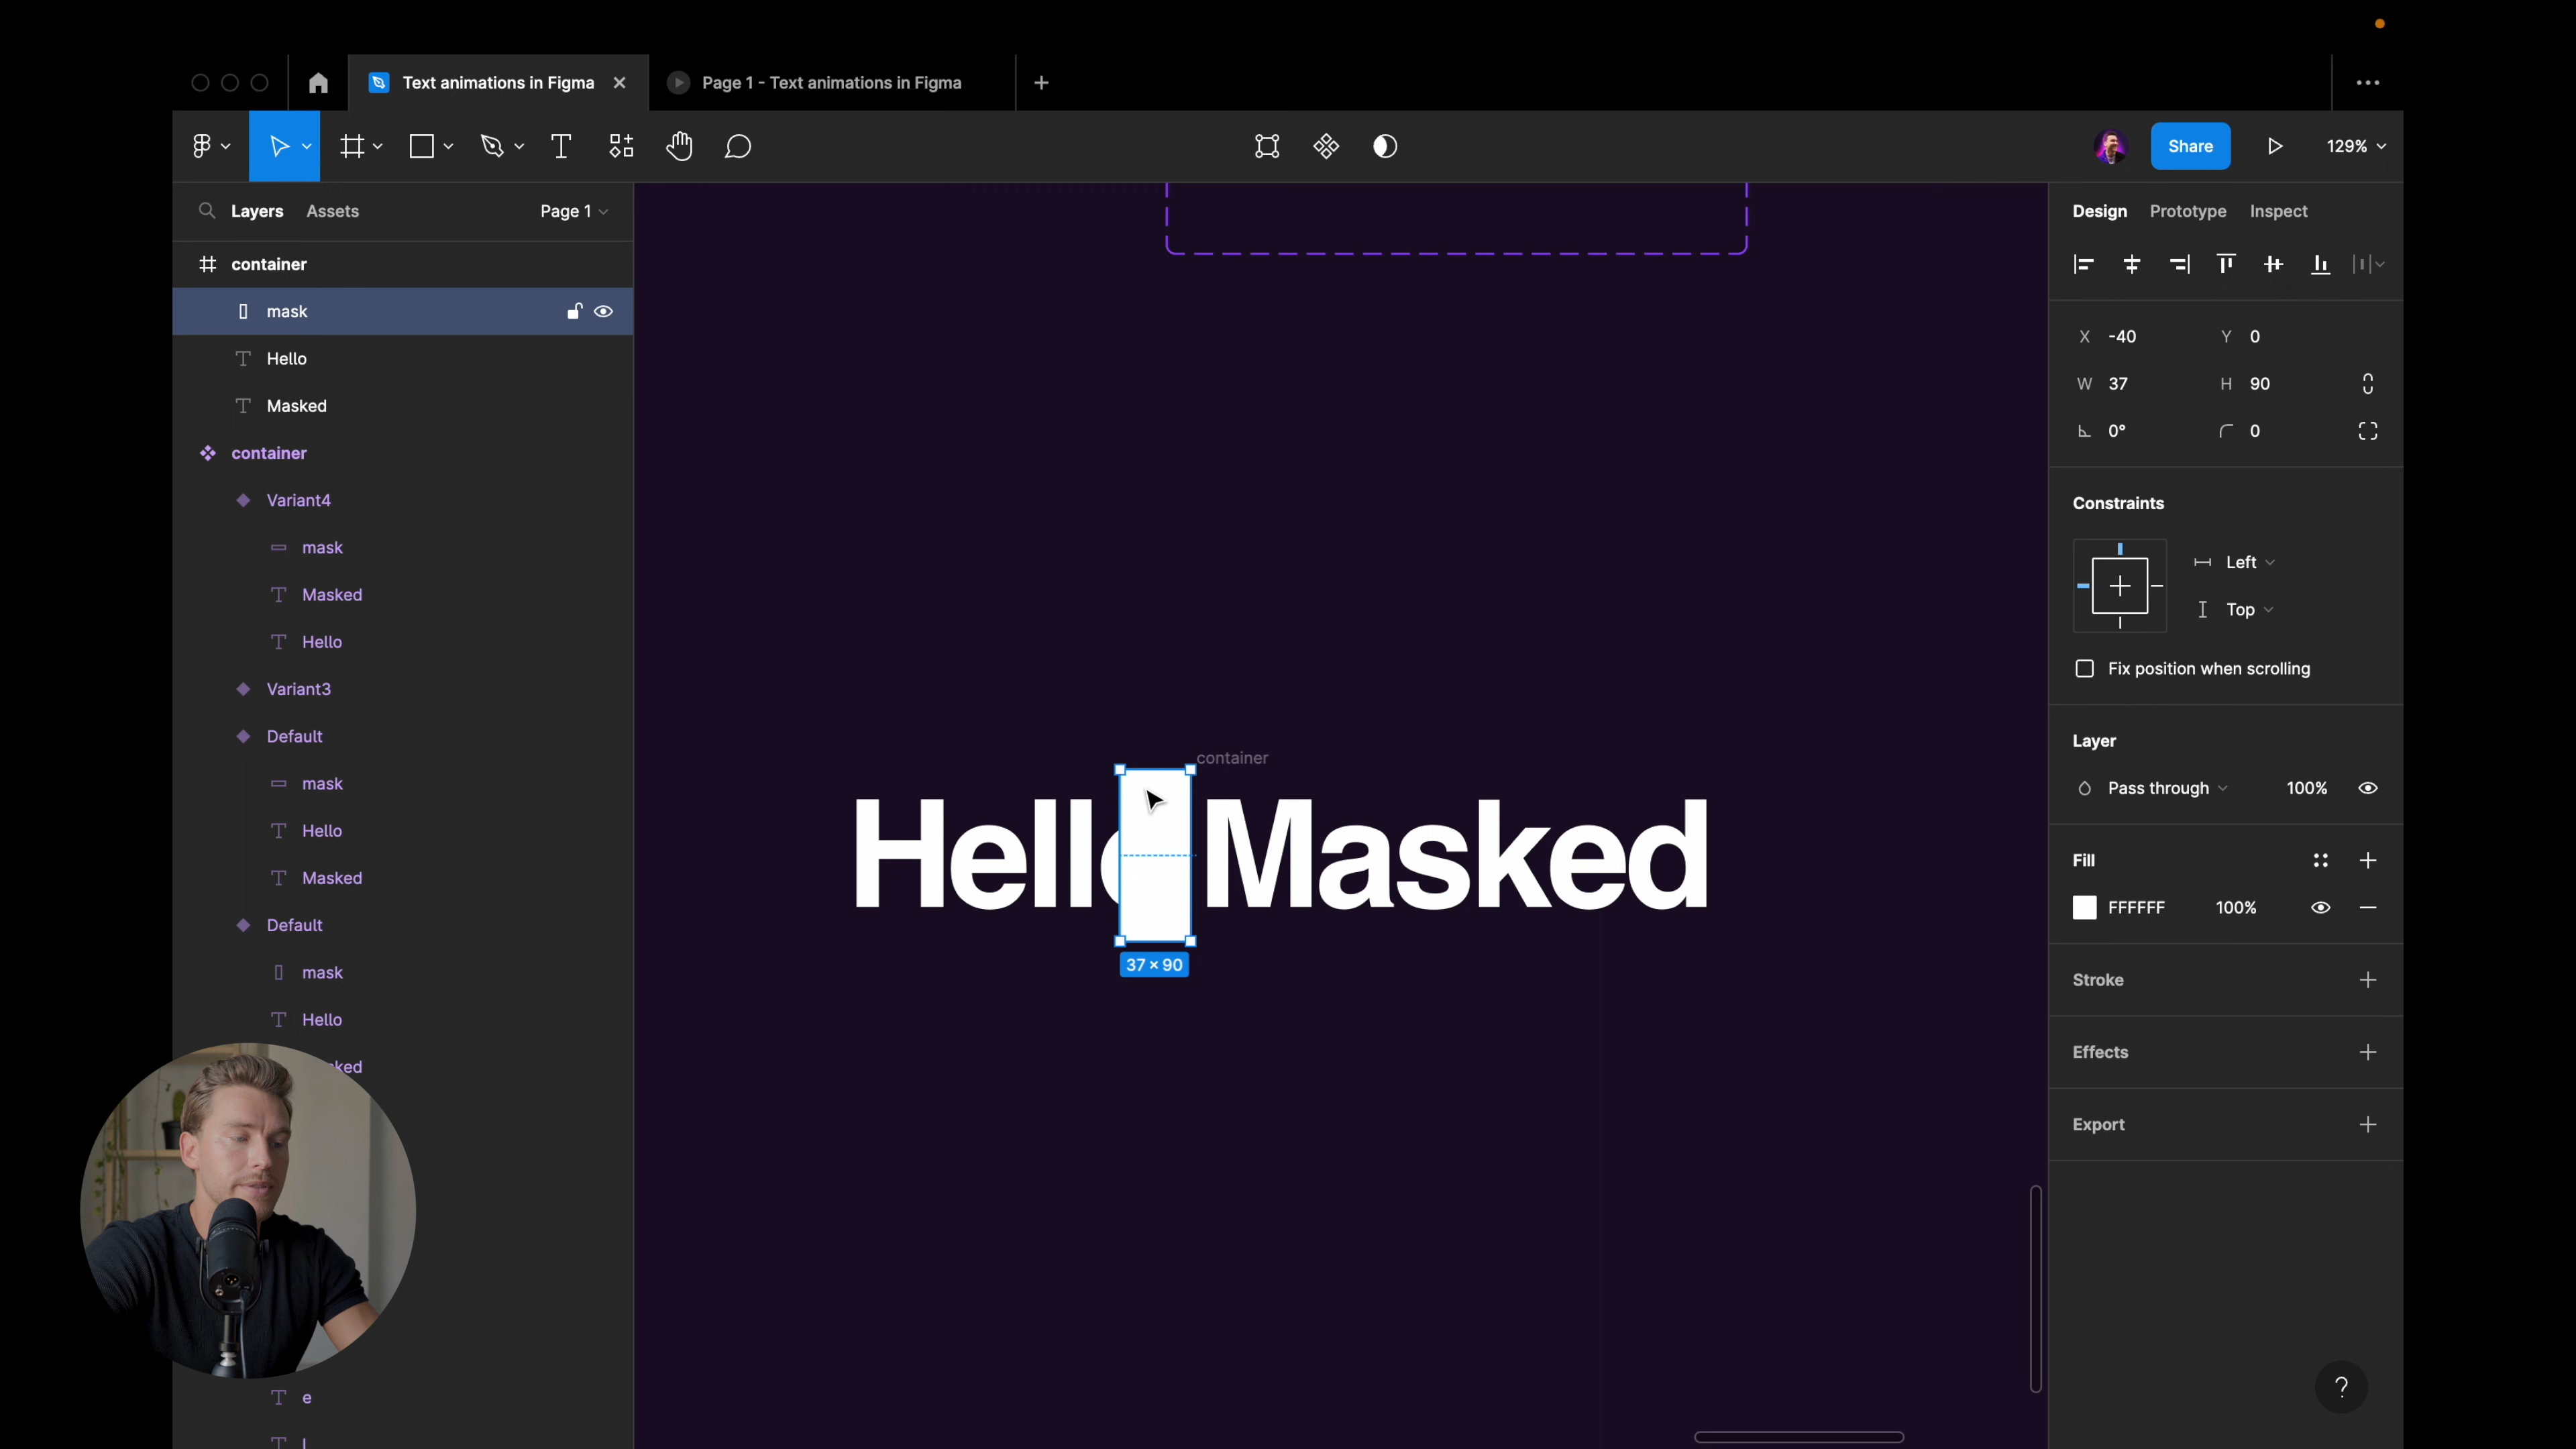 Text animations in Figma
Page 1 - Text animations in Figma
Share
129%
Layers
Assets
Page 1
Design
Prototype
Inspect
container
mask
Hello
Masked
container
Variant4
mask
Masked
Hello
Variant3
Default
mask
Hello
Masked
Default
mask
Hello
ked
e
container
Hello Masked
37 × 90
X -40
Y 0
W 37
H 90
0°
0
Constraints
Left
Top
Fix position when scrolling
Layer
Pass through
100%
Fill
FFFFFF
100%
Stroke
Effects
Export
?